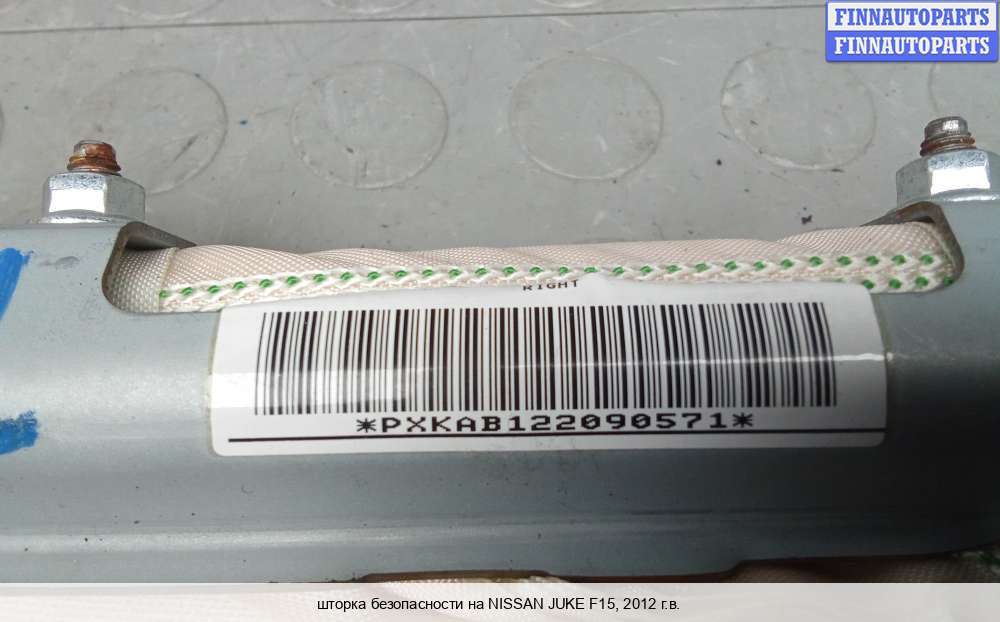 FINNAUTOPARTS
FINNAUTOPARTS
RIGHT
*PXKAB122090571*
шторка безопасности на NISSAN JUKE F15, 2012 г.в.